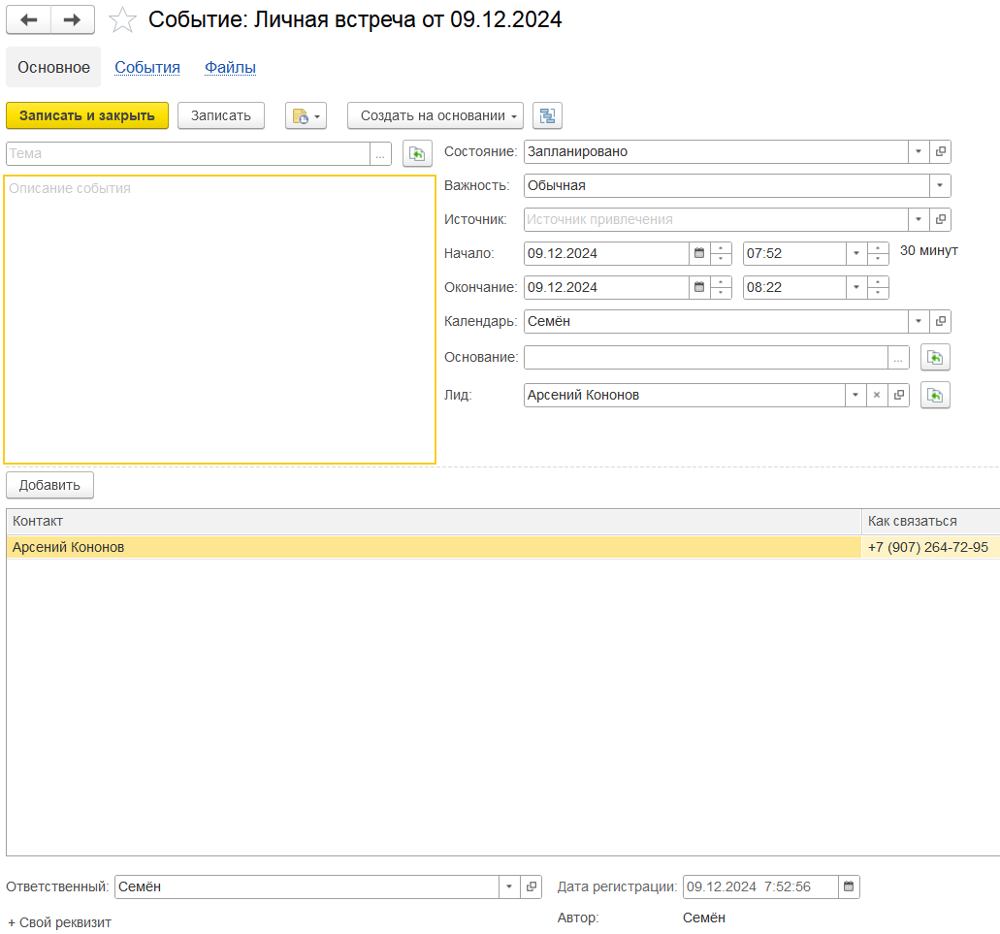 Событие: Личная встреча от 09.12.2024
Основное События Файлы
Записать и закрыть Записать Создать на основании
Тема ...
Описание события
Состояние: Запланировано
Важность: Обычная
Источник: Источник привлечения
Начало: 09.12.2024 07:52 30 минут
Окончание: 09.12.2024 08:22
Календарь: Семён
Основание: ...
Лид: Арсений Кононов ×
Добавить
Контакт Как связаться
Арсений Кононов +7 (907) 264-72-95
Ответственный: Семён Дата регистрации: 09.12.2024 7:52:56
+ Свой реквизит Автор: Семён